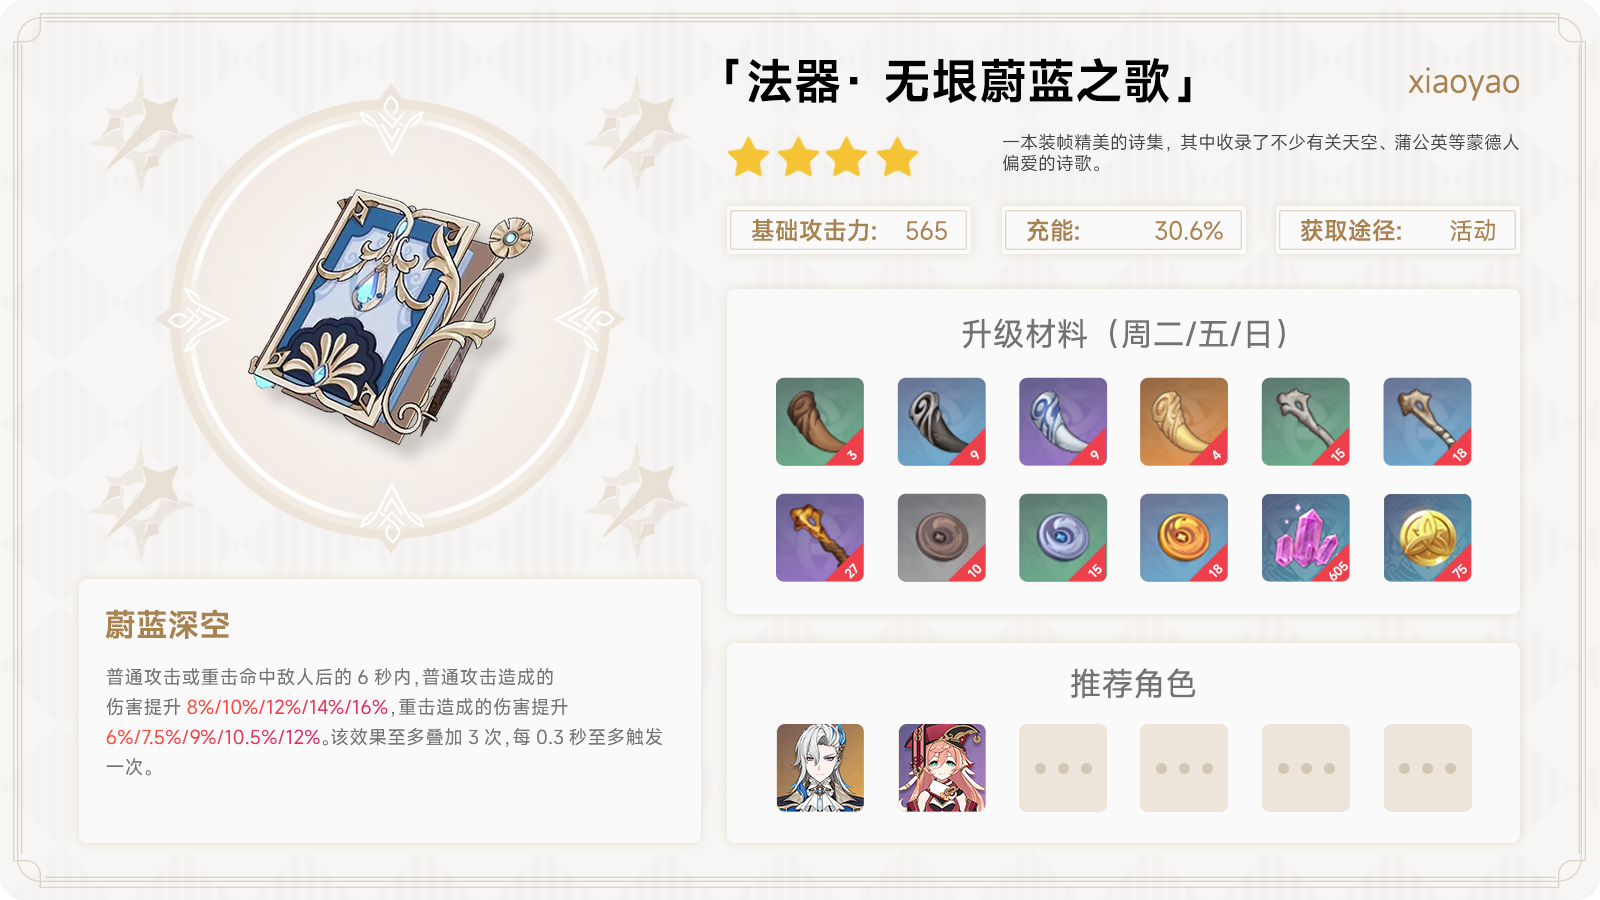 「法器· 无垠蔚蓝之歌」
xiaoyao
一本装帧精美的诗集，其中收录了不少有关天空、蒲公英等蒙德人
偏爱的诗歌。
基础攻击力: 565
充能: 30.6%
获取途径: 活动
升级材料（周二/五/日）
3 9 9 4 15 18
27 10 15 18 605 75
蔚蓝深空
普通攻击或重击命中敌人后的 6 秒内,普通攻击造成的
伤害提升 8%/10%/12%/14%/16%,重击造成的伤害提升
6%/7.5%/9%/10.5%/12%。该效果至多叠加 3 次,每 0.3 秒至多触发
一次。
推荐角色